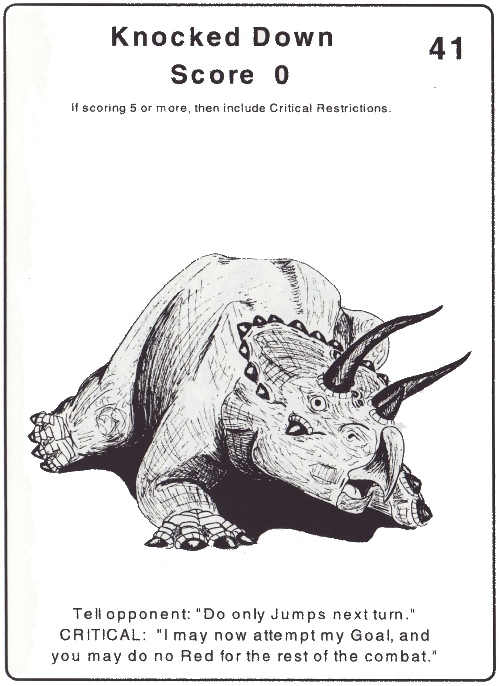 Knocked Down
41
Score 0
If scoring 5 or more, then include Critical Restrictions.
Tell opponent: "Do only Jumps next turn."
CRITICAL: "I may now attempt my Goal, and
you may do no Red for the rest of the combat."